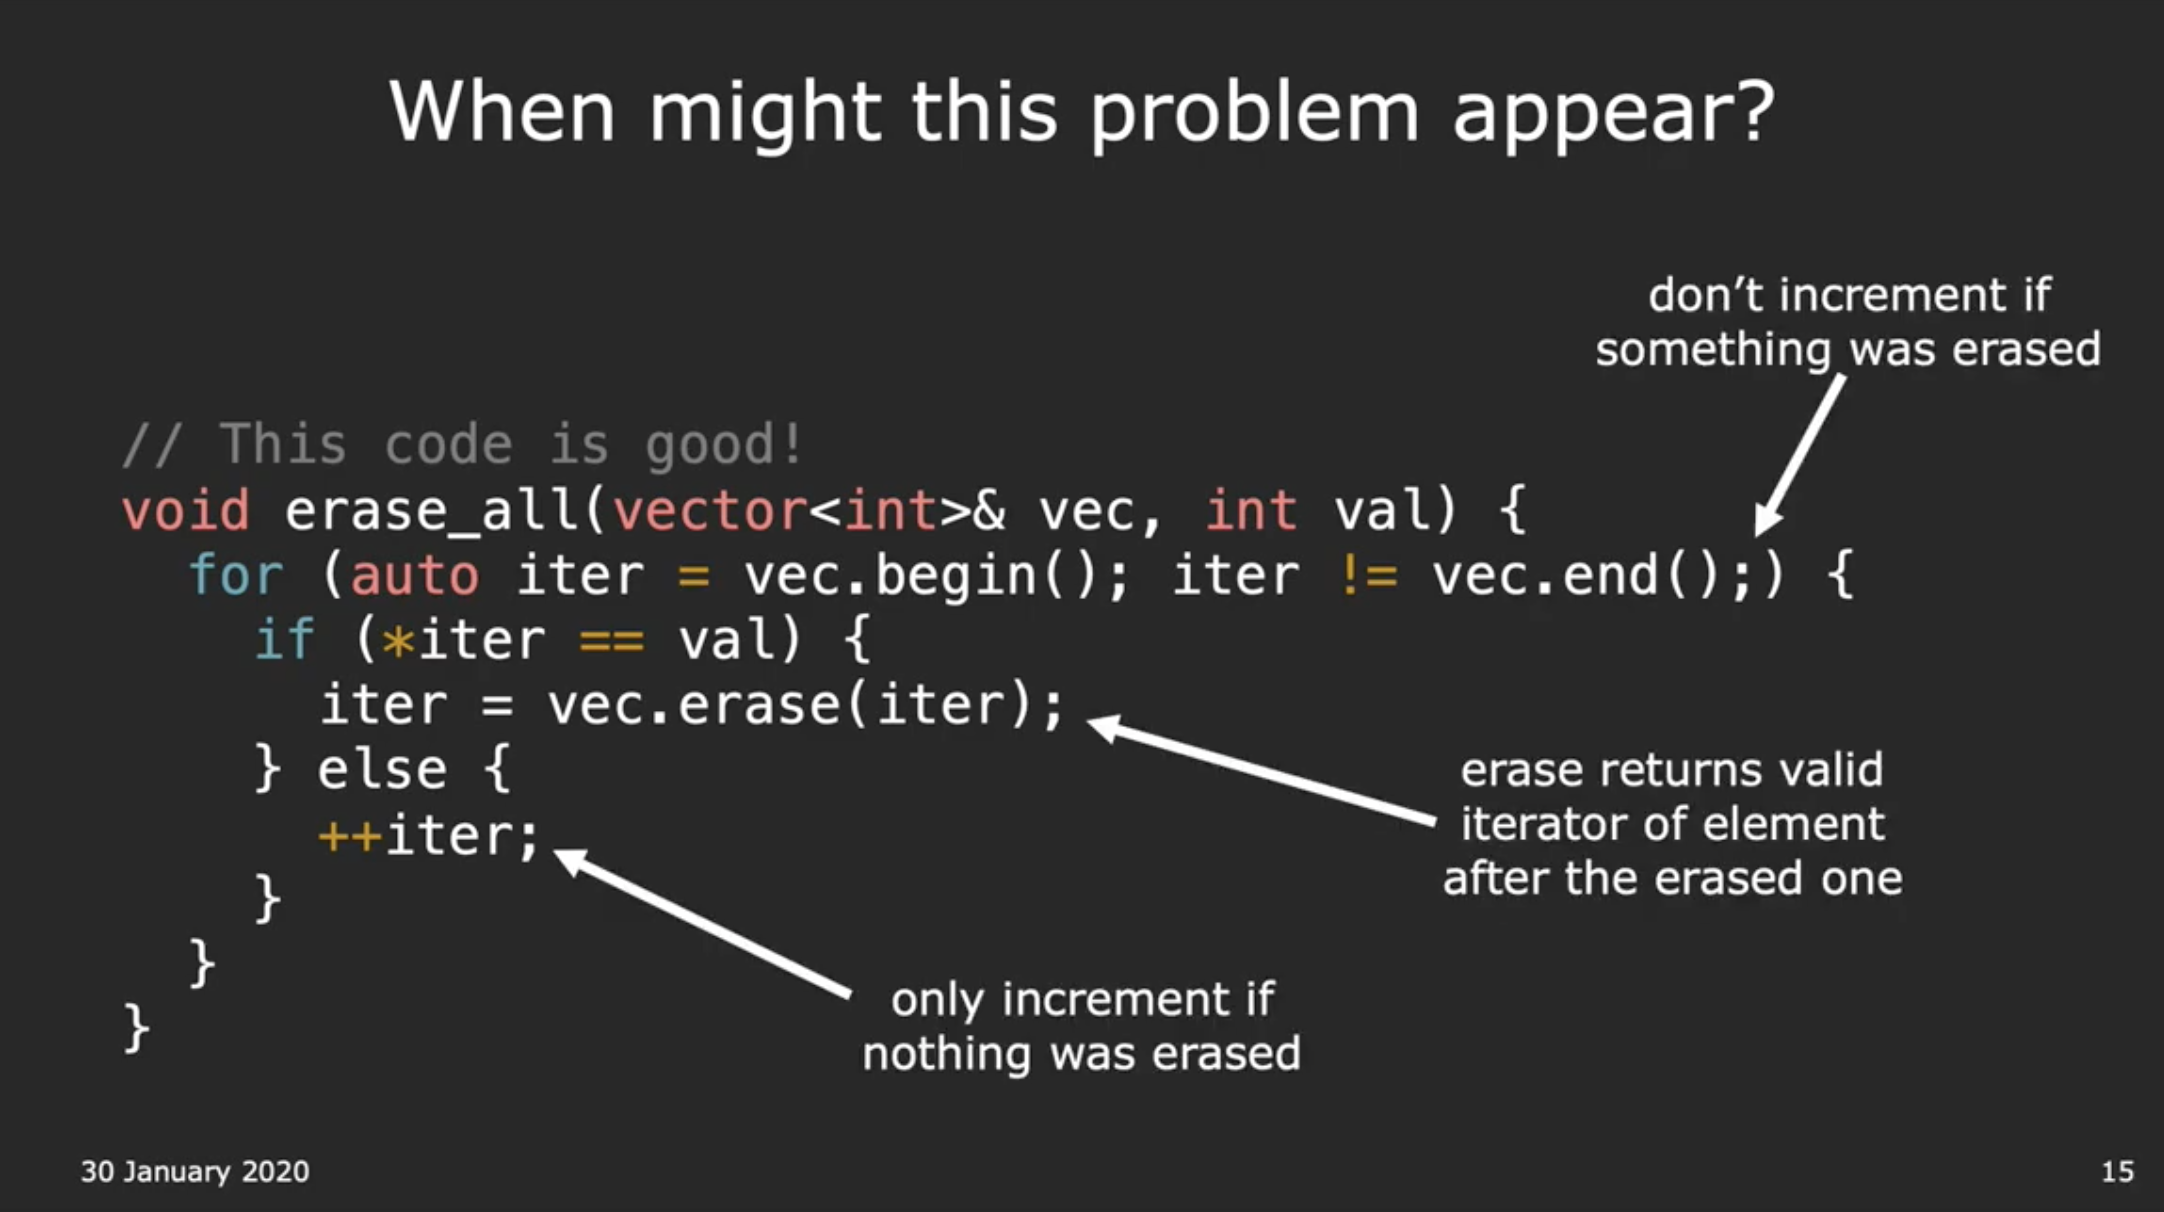 When might this problem appear?
don’t increment if
something was erased
// This code is good!
void erase_all(vector<int>& vec, int val) {
for (auto iter = vec.begin(); iter != vec.end();) {
if (*iter == val) {
iter = vec.erase(iter);
} else {
++iter;
}
}
}
erase returns valid
iterator of element
after the erased one
only increment if
nothing was erased
30 January 2020
15